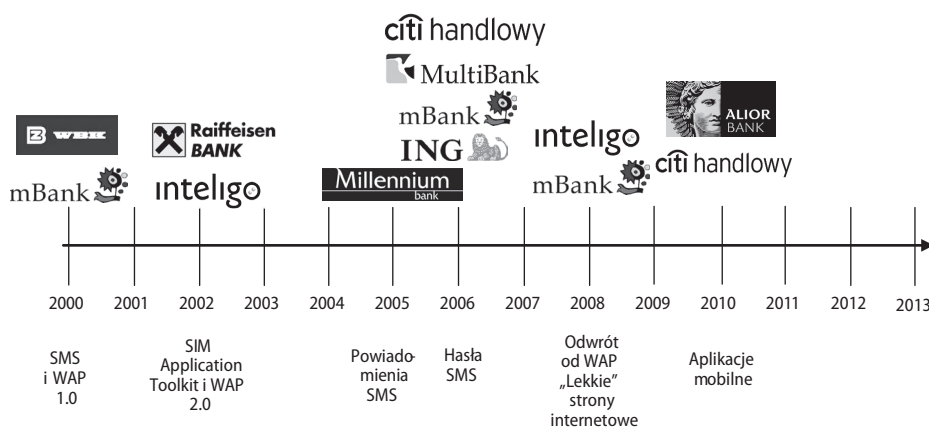 citi handlowy
MultiBank
mBank
ING
Millennium
bank
B Z WBK
mBank
Raiffeisen
BANK
inteligo
inteligo
mBank
ALIOR
BANK
citi handlowy
2000 2001 2002 2003 2004 2005 2006 2007 2008 2009 2010 2011 2012 2013
SMS
i WAP
1.0
SIM
Application
Toolkit i WAP
2.0
Powiado-
mienia
SMS
Hasła
SMS
Odwrót
od WAP
„Lekkie”
strony
internetowe
Aplikacje
mobilne